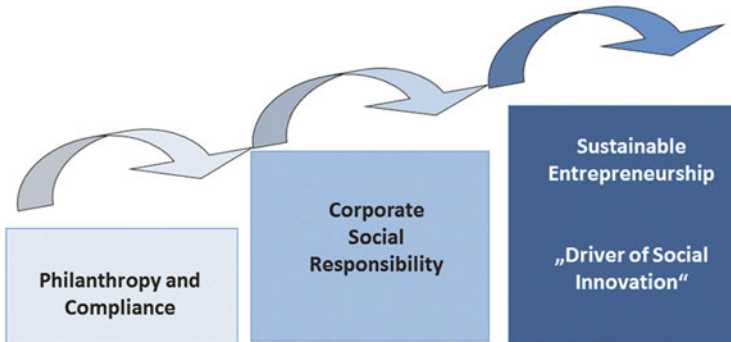 Philanthropy and
Compliance
Corporate
Social
Responsibility
Sustainable
Entrepreneurship
„Driver of Social
Innovation“